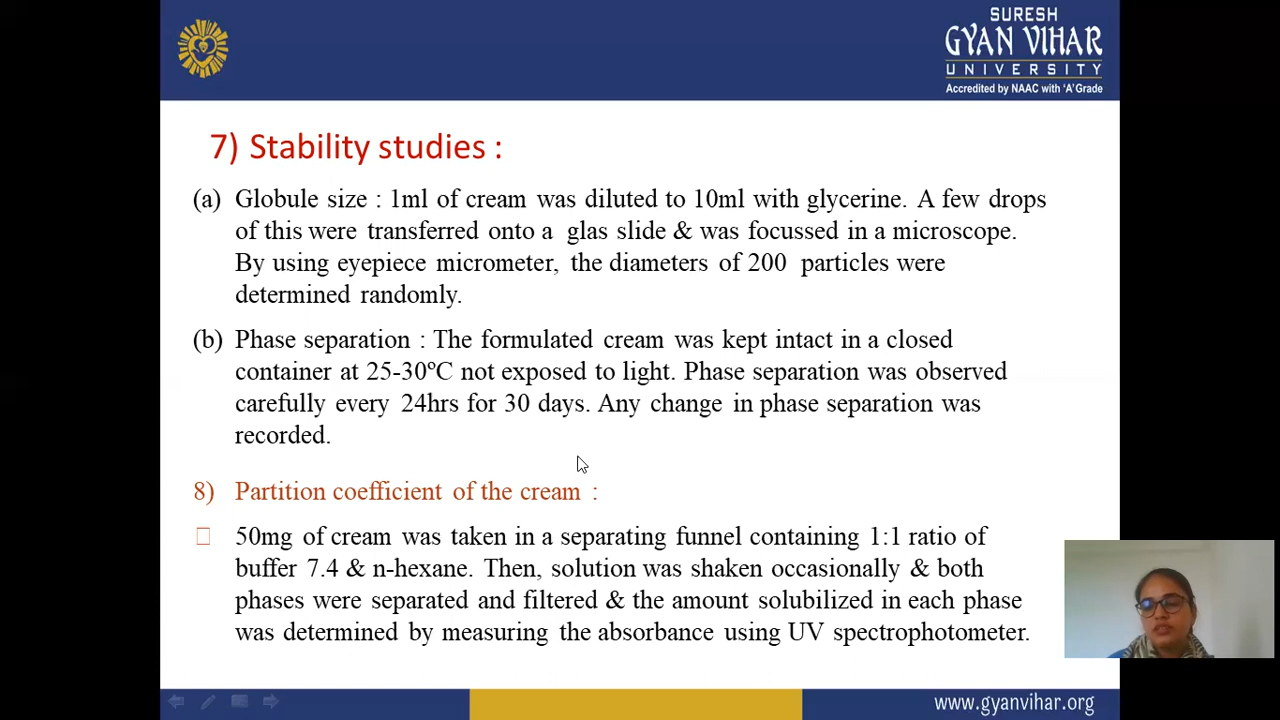 SURESH
GYAN VIHAR
UNIVERSITY
Accredited by NAAC with 'A' Grade
7) Stability studies :
(a) Globule size : 1ml of cream was diluted to 10ml with glycerine. A few drops
of this were transferred onto a glas slide & was focussed in a microscope.
By using eyepiece micrometer, the diameters of 200 particles were
determined randomly.
(b) Phase separation : The formulated cream was kept intact in a closed
container at 25-30ºC not exposed to light. Phase separation was observed
carefully every 24hrs for 30 days. Any change in phase separation was
recorded.
8) Partition coefficient of the cream :
50mg of cream was taken in a separating funnel containing 1:1 ratio of
buffer 7.4 & n-hexane. Then, solution was shaken occasionally & both
phases were separated and filtered & the amount solubilized in each phase
was determined by measuring the absorbance using UV spectrophotometer.
www.gyanvihar.org